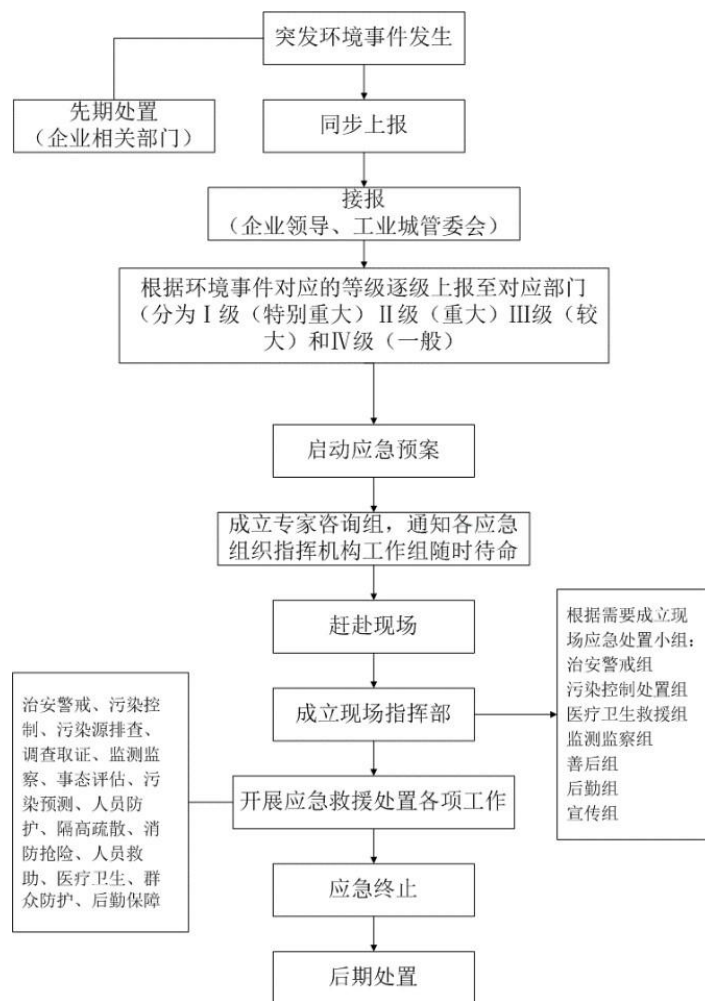 突发环境事件发生
先期处置
（企业相关部门）
同步上报
接报
（企业领导、工业城管委会）
根据环境事件对应的等级逐级上报至对应部门
（分为Ⅰ级（特别重大）Ⅱ级（重大）Ⅲ级（较
大）和Ⅳ级（一般）
启动应急预案
成立专家咨询组，通知各应急
组织指挥机构工作组随时待命
赶赴现场
根据需要成立现
场应急处置小组：
治安警戒组
污染控制处置组
医疗卫生救援组
监测监察组
善后组
后勤组
宣传组
成立现场指挥部
治安警戒、污染控
制、污染源排查、
调查取证、监测监
察、事态评估、污
染预测、人员防
护、隔高疏散、消
防抢险、人员救
助、医疗卫生、群
众防护、后勤保障
开展应急救援处置各项工作
应急终止
后期处置